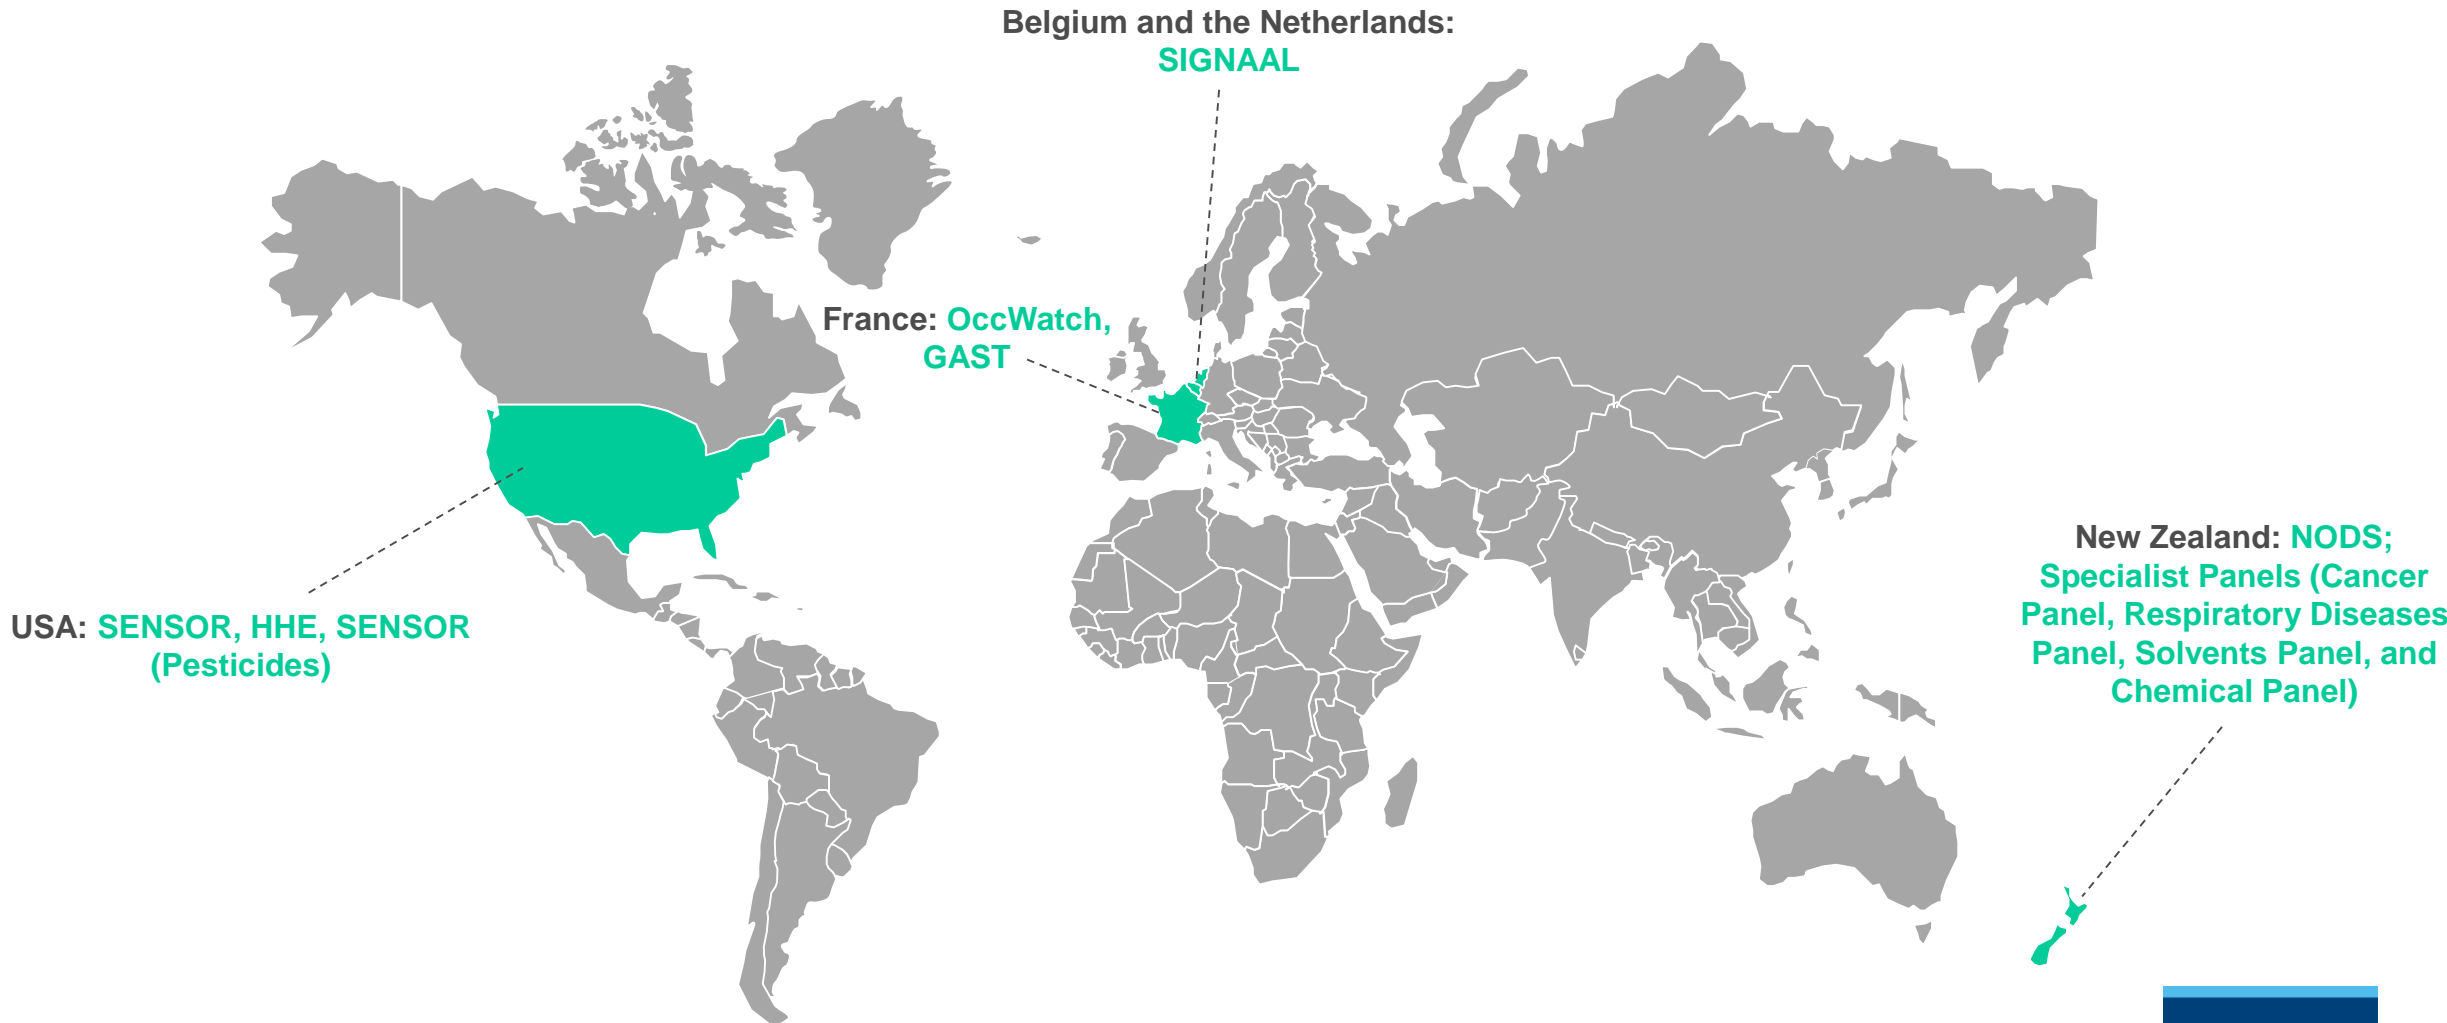 Belgium and the Netherlands:
SIGNAAL
France: OccWatch,
GAST
USA: SENSOR, HHE, SENSOR
(Pesticides)
New Zealand: NODS;
Specialist Panels (Cancer
Panel, Respiratory Diseases
Panel, Solvents Panel, and
Chemical Panel)